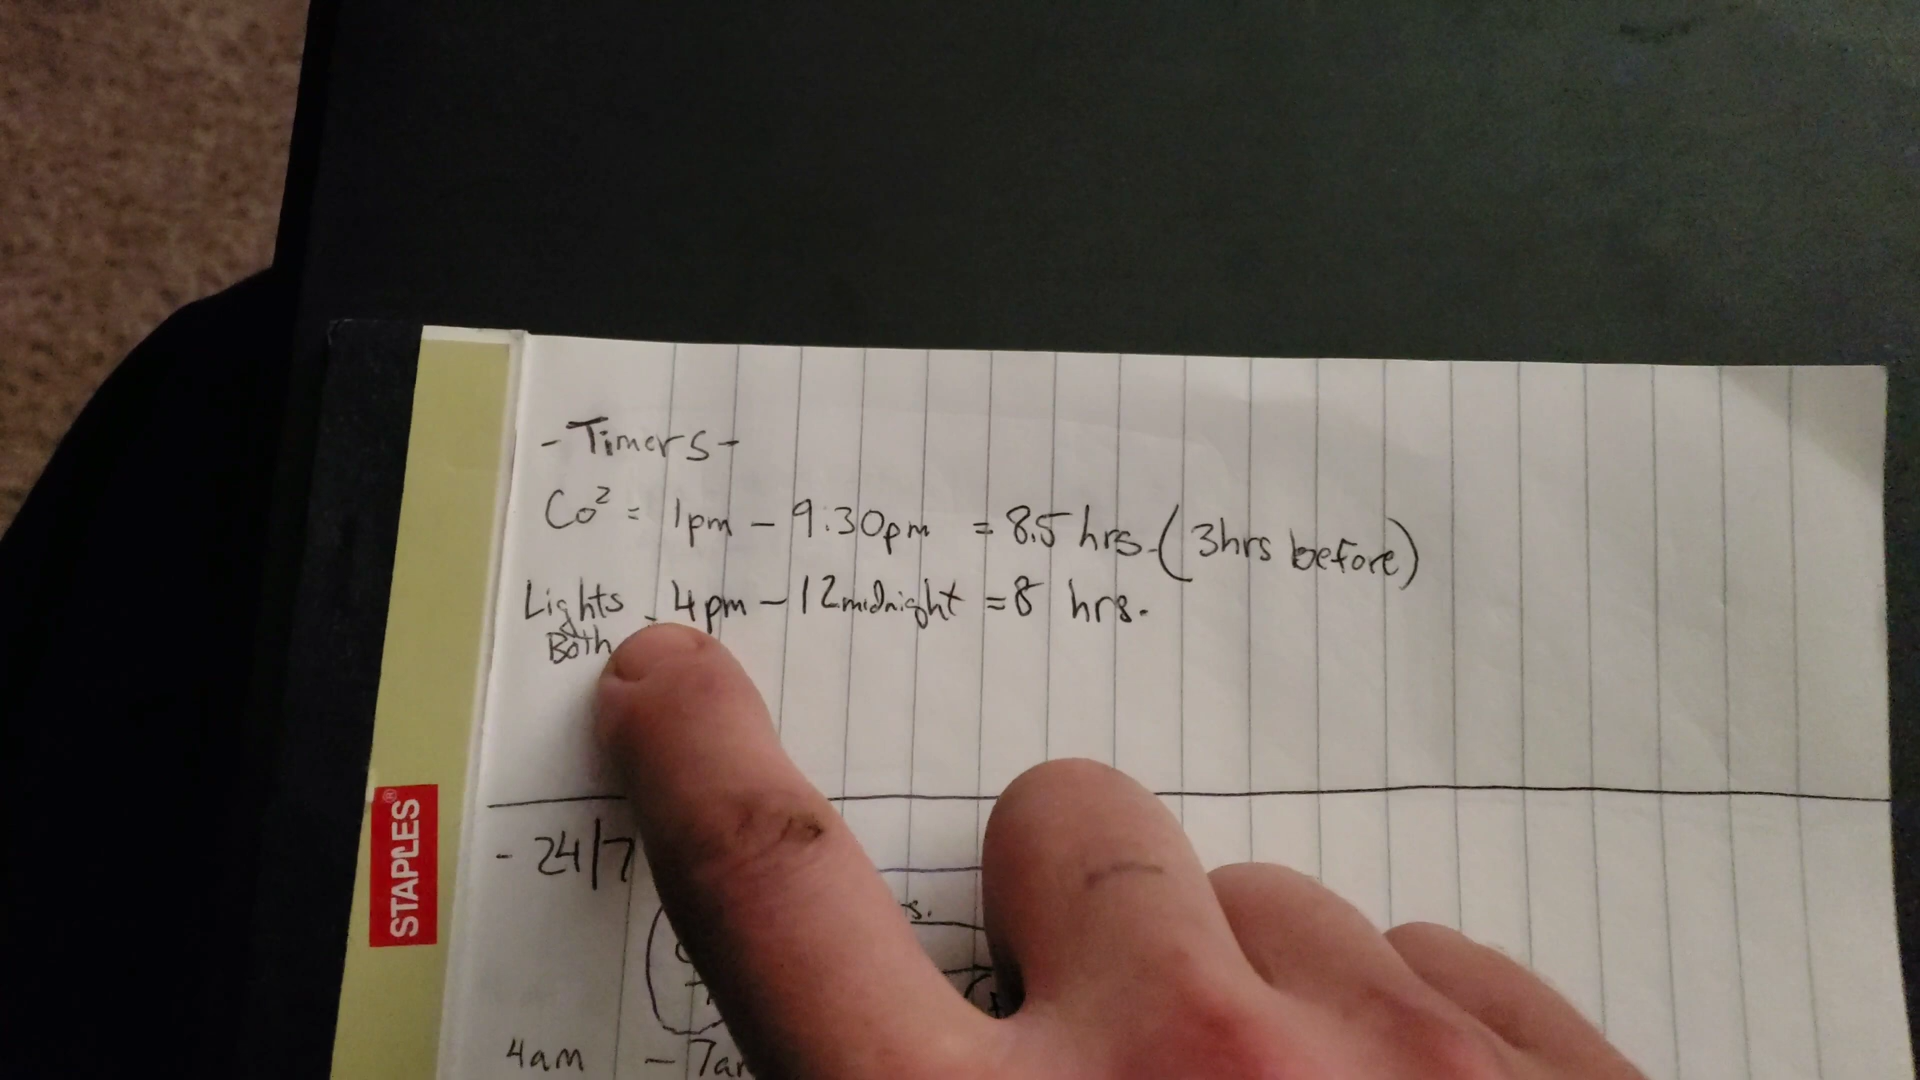 -Timers-
Co² = 1pm - 9:30pm = 8.5 hrs. (3hrs before)
Lights - 4pm - 12midnight = 8 hrs.
Both
STAPLES®
- 24/7
s.
4am - 7am